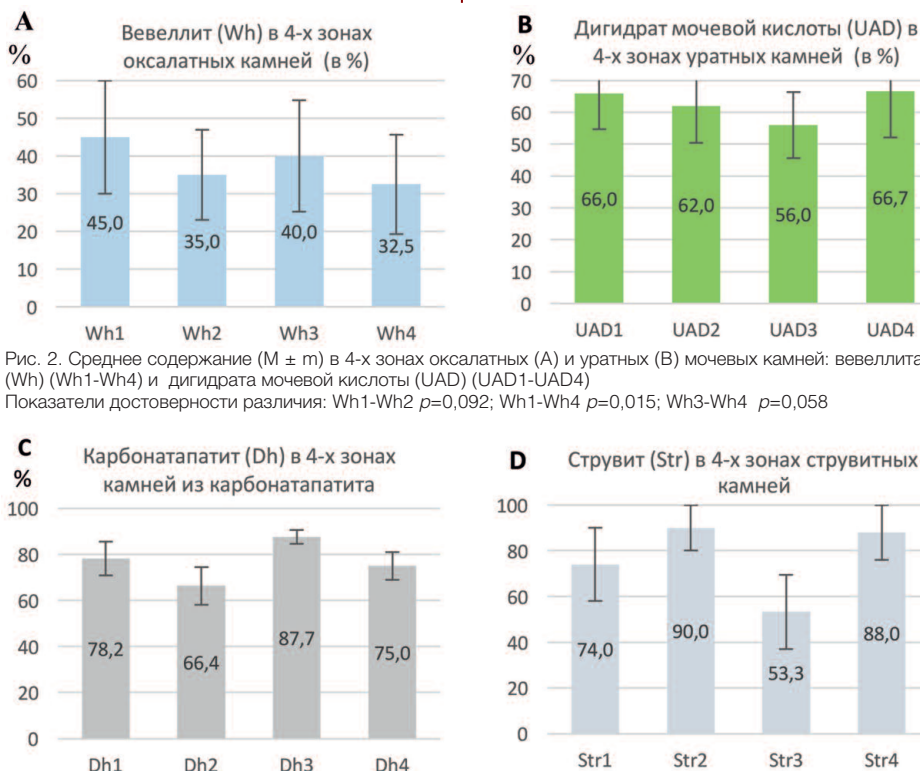 A
%
Вевеллит (Wh) в 4-х зонах
оксалатных камней (в %)
60
50
40
30
20
10
0
45,0
35,0
40,0
32,5
Wh1
Wh2
Wh3
Wh4
B
%
Дигидрат мочевой кислоты (UAD) в
4-х зонах уратных камней (в %)
70
60
50
40
30
20
10
0
66,0
62,0
56,0
66,7
UAD1
UAD2
UAD3
UAD4
Рис. 2. Среднее содержание (M ± m) в 4-х зонах оксалатных (А) и уратных (В) мочевых камней: вевеллита
(Wh) (Wh1-Wh4) и дигидрата мочевой кислоты (UAD) (UAD1-UAD4)
Показатели достоверности различия: Wh1-Wh2 p=0,092; Wh1-Wh4 p=0,015; Wh3-Wh4 p=0,058
C
%
Карбонатапатит (Dh) в 4-х зонах
камней из карбонатапатита
100
80
60
40
20
0
78,2
66,4
87,7
75,0
Dh1
Dh2
Dh3
Dh4
D
Струвит (Str) в 4-х зонах струвитных
камней
100
80
60
40
20
0
74,0
90,0
53,3
88,0
Str1
Str2
Str3
Str4